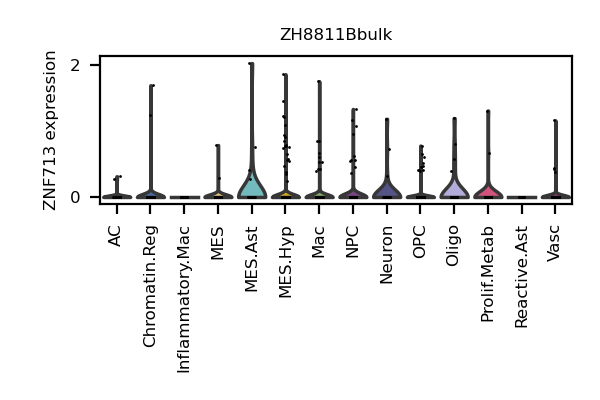 ZH8811Bbulk
ZNF713 expression
2
0
AC
Chromatin.Reg
Inflammatory.Mac
MES
MES.Ast
MES.Hyp
Mac
NPC
Neuron
OPC
Oligo
Prolif.Metab
Reactive.Ast
Vasc